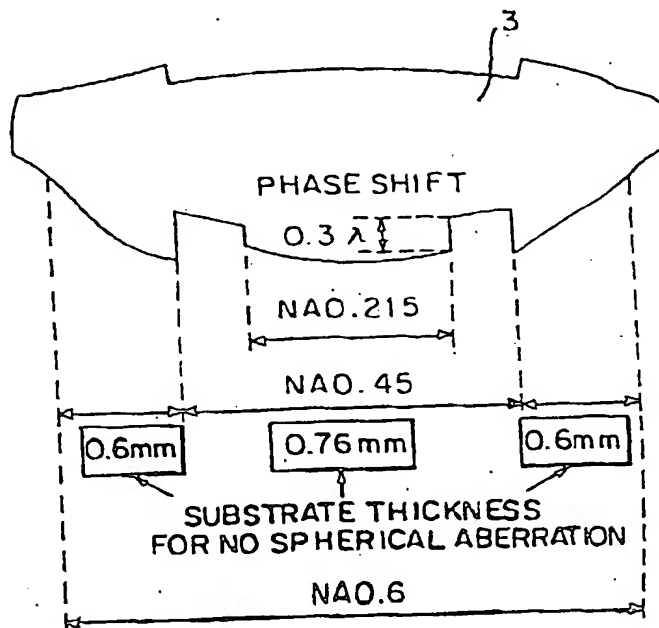 3
PHASE SHIFT
0.3 λ
NA0.215
NA0.45
0.6mm 0.76mm 0.6mm
SUBSTRATE THICKNESS
FOR NO SPHERICAL ABERRATION
NA0.6